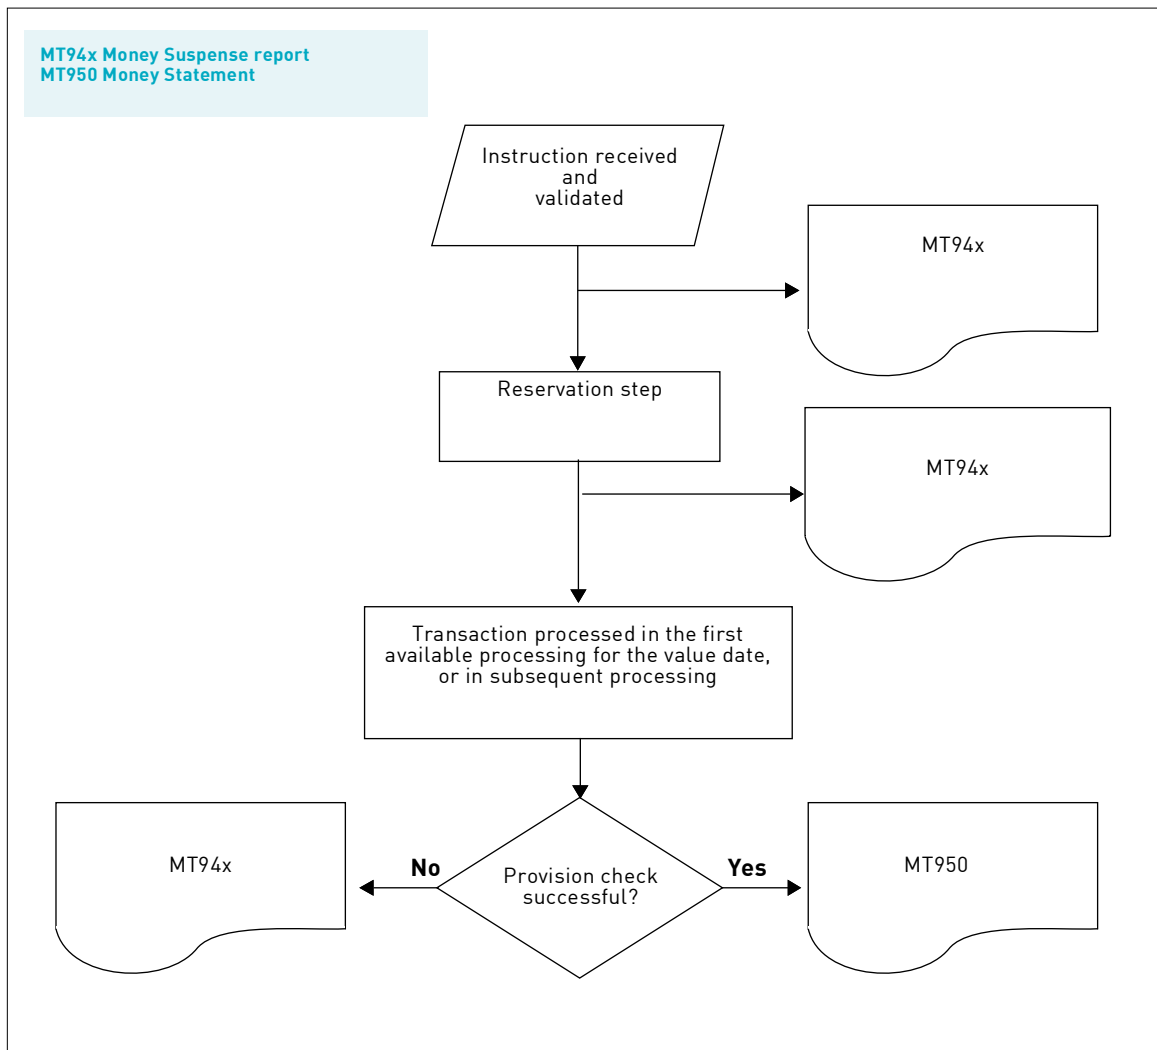 MT94x Money Suspense report
MT950 Money Statement
Instruction received
and
validated
MT94x
Reservation step
MT94x
Transaction processed in the first
available processing for the value date,
or in subsequent processing
MT94x
No
Provision check
successful?
Yes
MT950